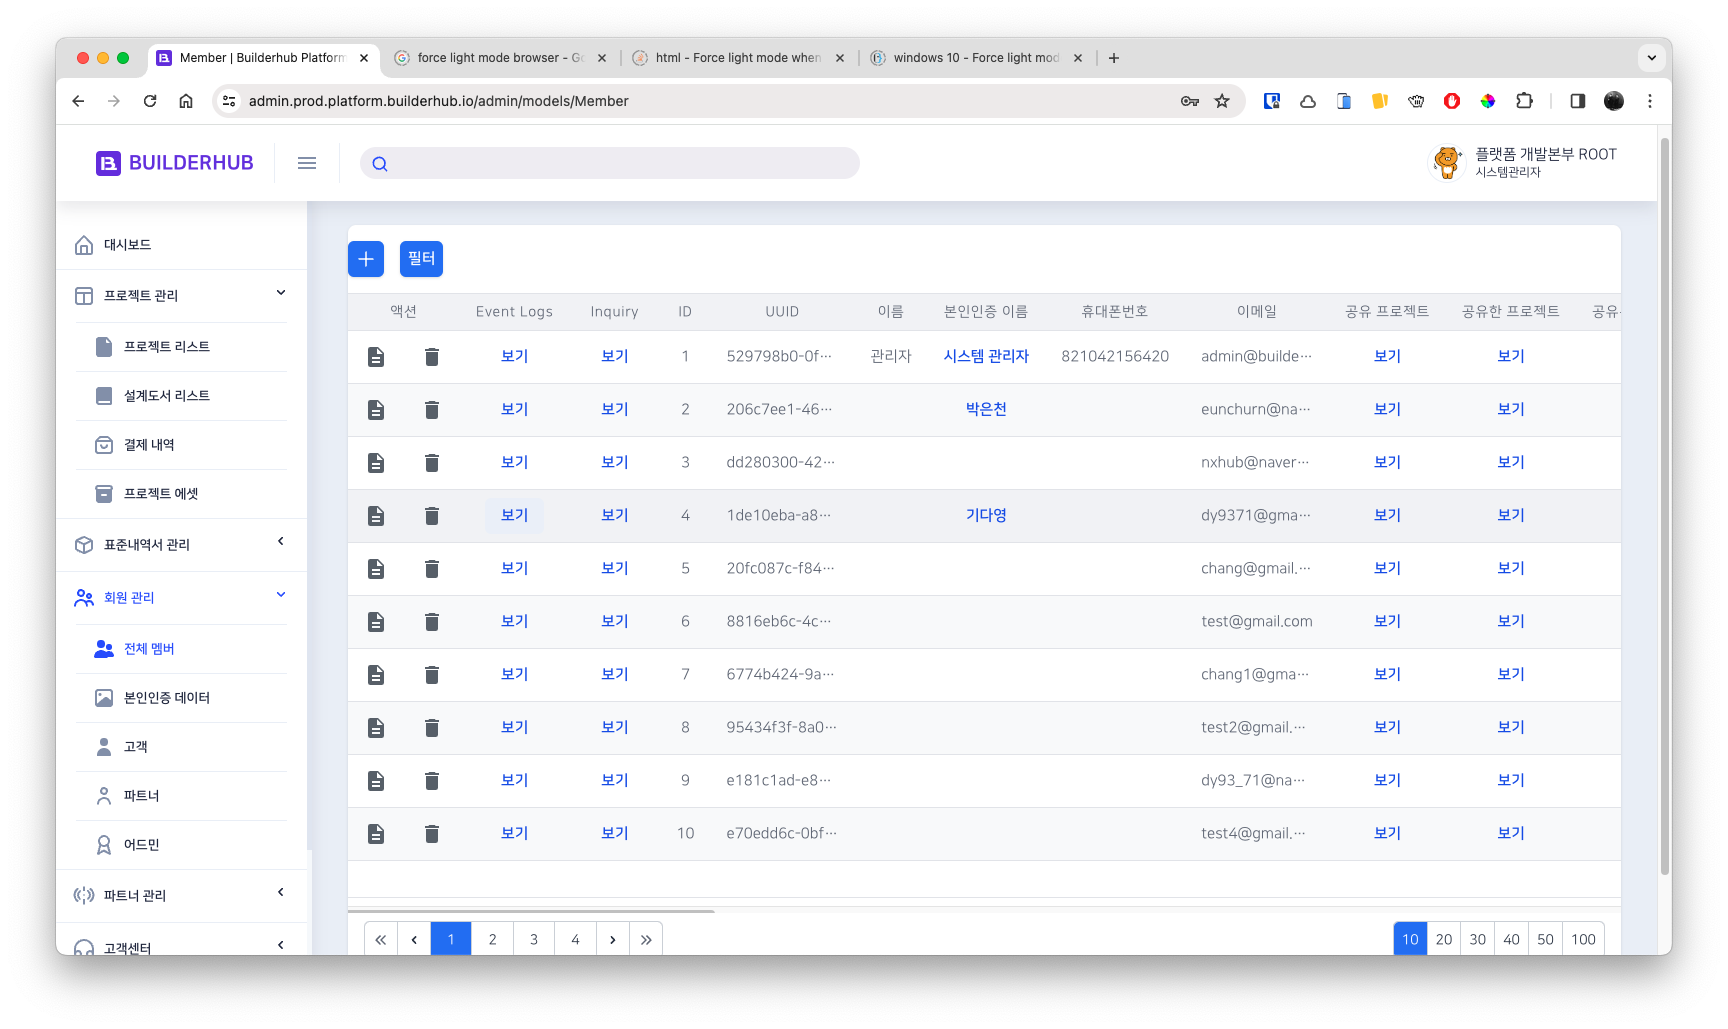 Member | Builderhub Platform
force light mode browser - Go
html - Force light mode when
windows 10 - Force light mod
admin.prod.platform.builderhub.io/admin/models/Member
BUILDERHUB
플랫폼 개발본부 ROOT
시스템관리자
대시보드
프로젝트 관리
프로젝트 리스트
설계도서 리스트
결제 내역
프로젝트 에셋
표준내역서 관리
회원 관리
전체 멤버
본인인증 데이터
고객
파트너
어드민
파트너 관리
고객센터
필터
액션 Event Logs Inquiry ID UUID 이름 본인인증 이름 휴대폰번호 이메일 공유 프로젝트 공유한 프로젝트 공유
보기 보기 1 529798b0-0f… 관리자 시스템 관리자 821042156420 admin@builde… 보기 보기
보기 보기 2 206c7ee1-46… 박은천 eunchurn@na… 보기 보기
보기 보기 3 dd280300-42… nxhub@naver… 보기 보기
보기 보기 4 1de10eba-a8… 기다영 dy9371@gma… 보기 보기
보기 보기 5 20fc087c-f84… chang@gmail.… 보기 보기
보기 보기 6 8816eb6c-4c… test@gmail.com 보기 보기
보기 보기 7 6774b424-9a… chang1@gma… 보기 보기
보기 보기 8 95434f3f-8a0… test2@gmail.… 보기 보기
보기 보기 9 e181c1ad-e8… dy93_71@na… 보기 보기
보기 보기 10 e70edd6c-0bf… test4@gmail.… 보기 보기
« ‹ 1 2 3 4 › »
10 20 30 40 50 100